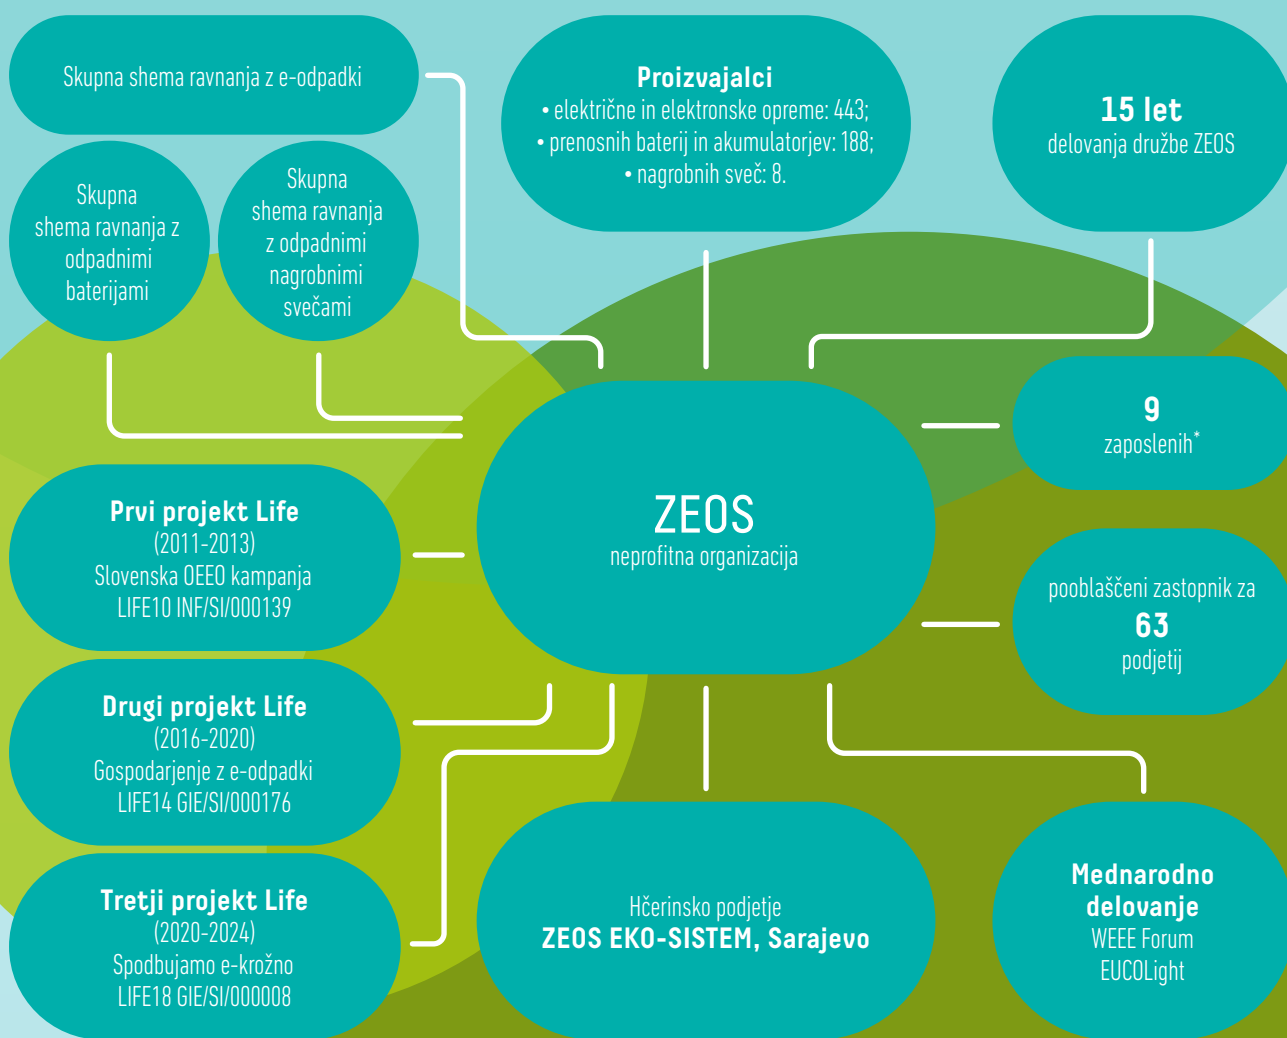 Skupna shema ravnanja z e-odpadki
Skupna
shema ravnanja z
odpadnimi
baterijami
Skupna
shema ravnanja
z odpadnimi
nagrobnimi
svečami
Proizvajalci
• električne in elektronske opreme: 443;
• prenosnih baterij in akumulatorjev: 188;
• nagrobnih sveč: 8.
15 let
delovanja družbe ZEOS
9
zaposlenih*
ZEOS
neprofitna organizacija
pooblaščeni zastopnik za
63
podjetij
Prvi projekt Life
(2011-2013)
Slovenska OEEO kampanja
LIFE10 INF/SI/000139
Drugi projekt Life
(2016-2020)
Gospodarjenje z e-odpadki
LIFE14 GIE/SI/000176
Tretji projekt Life
(2020-2024)
Spodbujamo e-krožno
LIFE18 GIE/SI/000008
Hčerinsko podjetje
ZEOS EKO-SISTEM, Sarajevo
Mednarodno
delovanje
WEEE Forum
EUCOLight